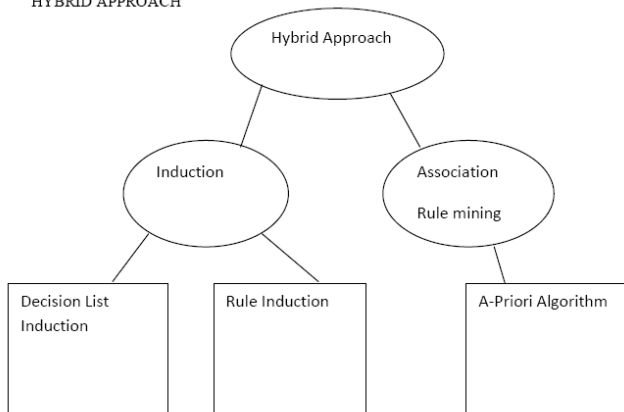 HYBRID APPROACH
Hybrid Approach
Induction
Association
Rule mining
Decision List
Induction
Rule Induction
A-Priori Algorithm